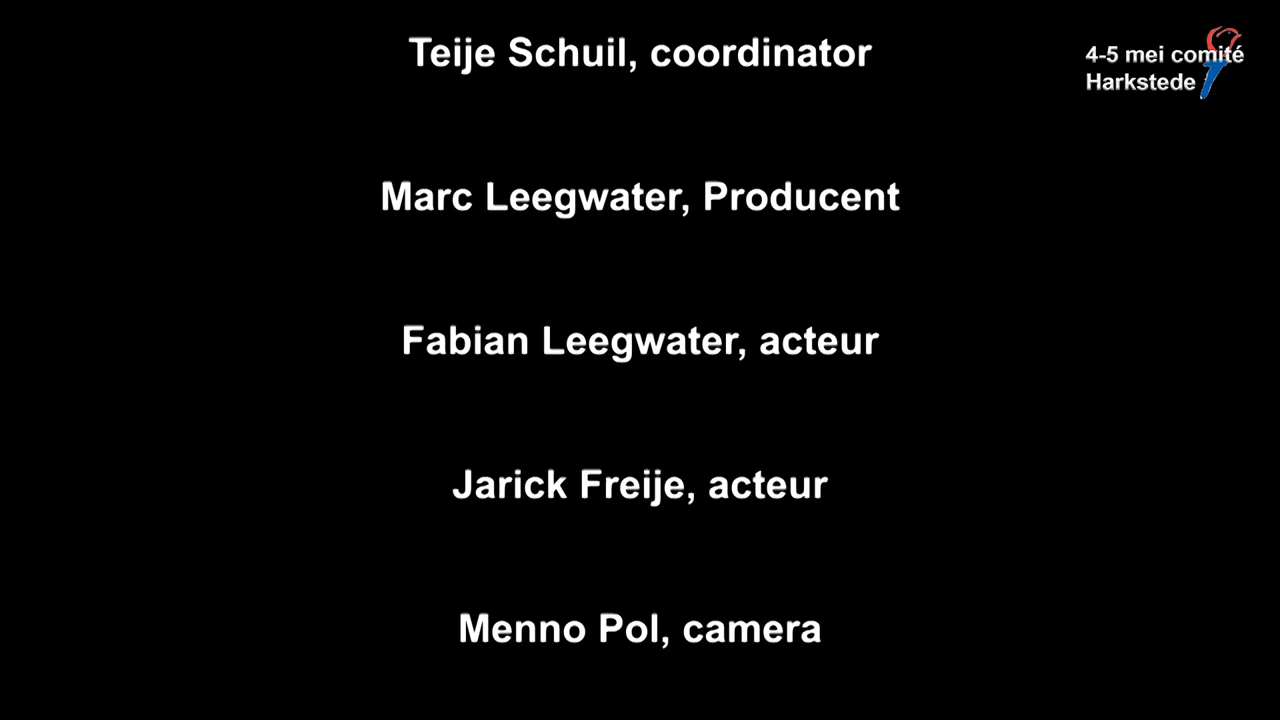 Teije Schuil, coordinator
4-5 mei comité
Harkstede
Marc Leegwater, Producent
Fabian Leegwater, acteur
Jarick Freije, acteur
Menno Pol, camera